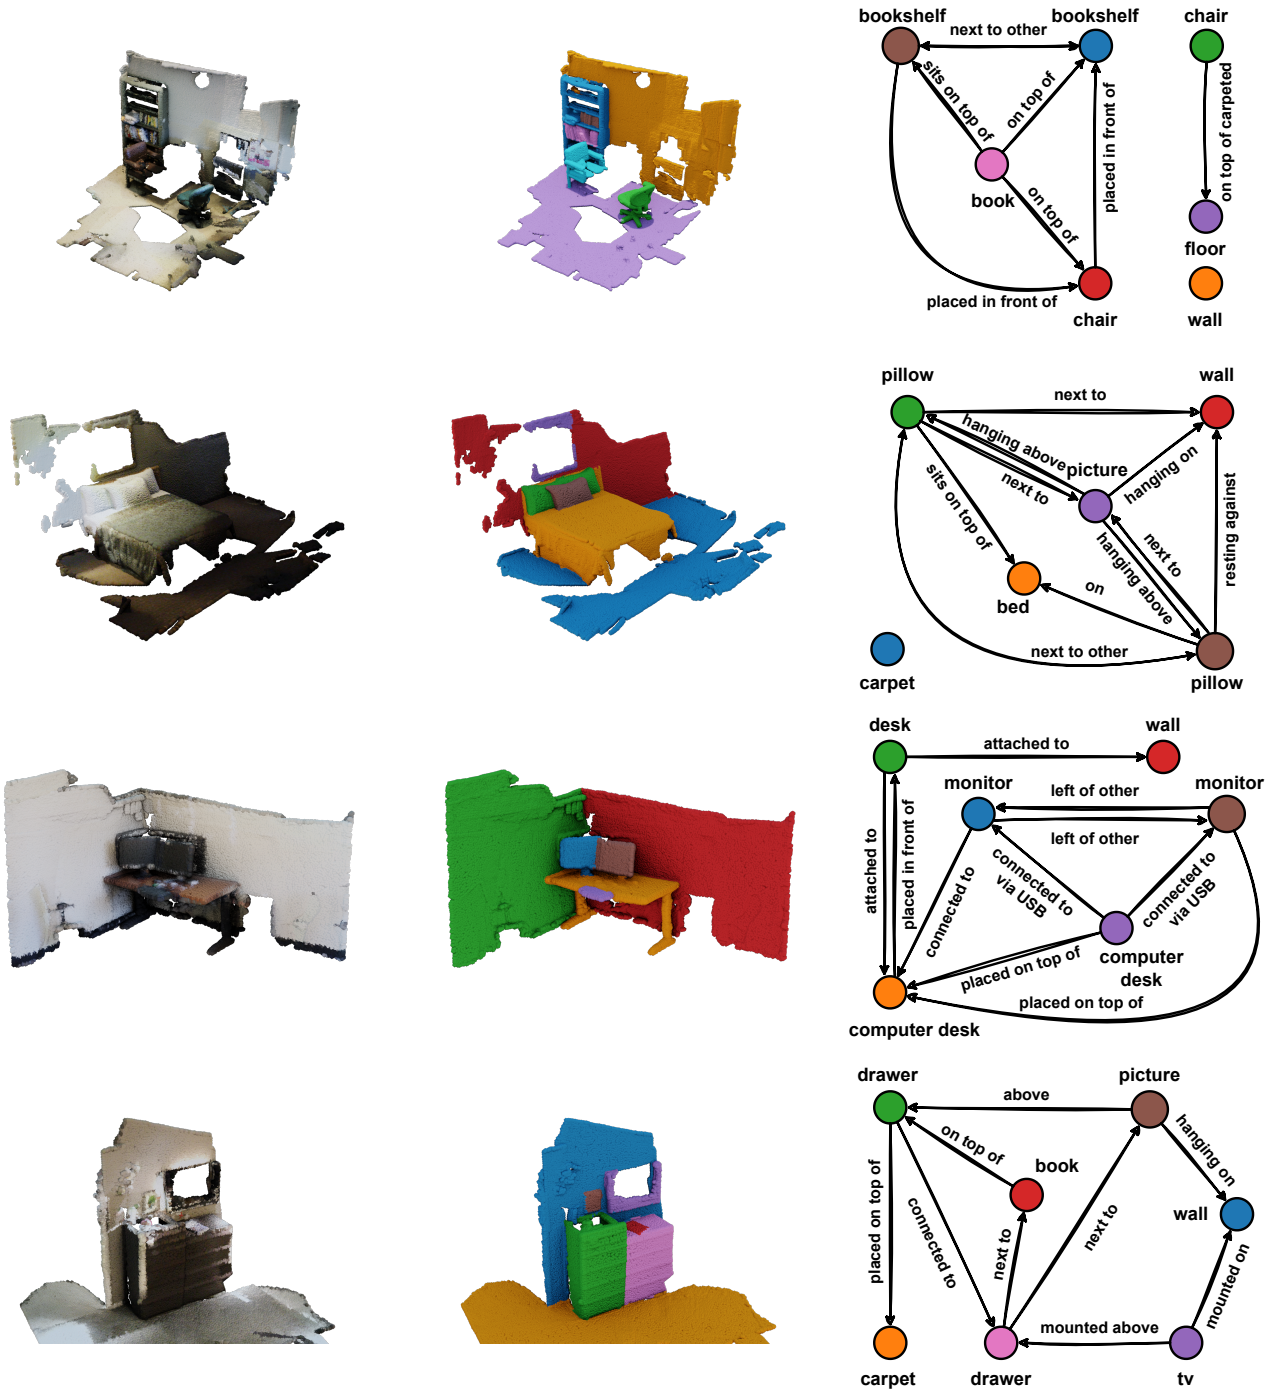 bookshelf
bookshelf
chair
next to other
sits on top of
on top of
placed in front of
on top of carpeted
book
on top of
floor
placed in front of
chair
wall
pillow
wall
next to
hanging above
picture
hanging on
next to
sits on top of
resting against
next to
hanging above
on
bed
next to other
carpet
pillow
desk
wall
attached to
monitor
monitor
left of other
left of other
attached to
placed in front of
connected to
connected to
via USB
connected to
via USB
computer
desk
placed on top of
placed on top of
computer desk
drawer
picture
above
on top of
hanging on
book
placed on top of
connected to
next to
next to
wall
mounted on
mounted above
carpet
drawer
tv